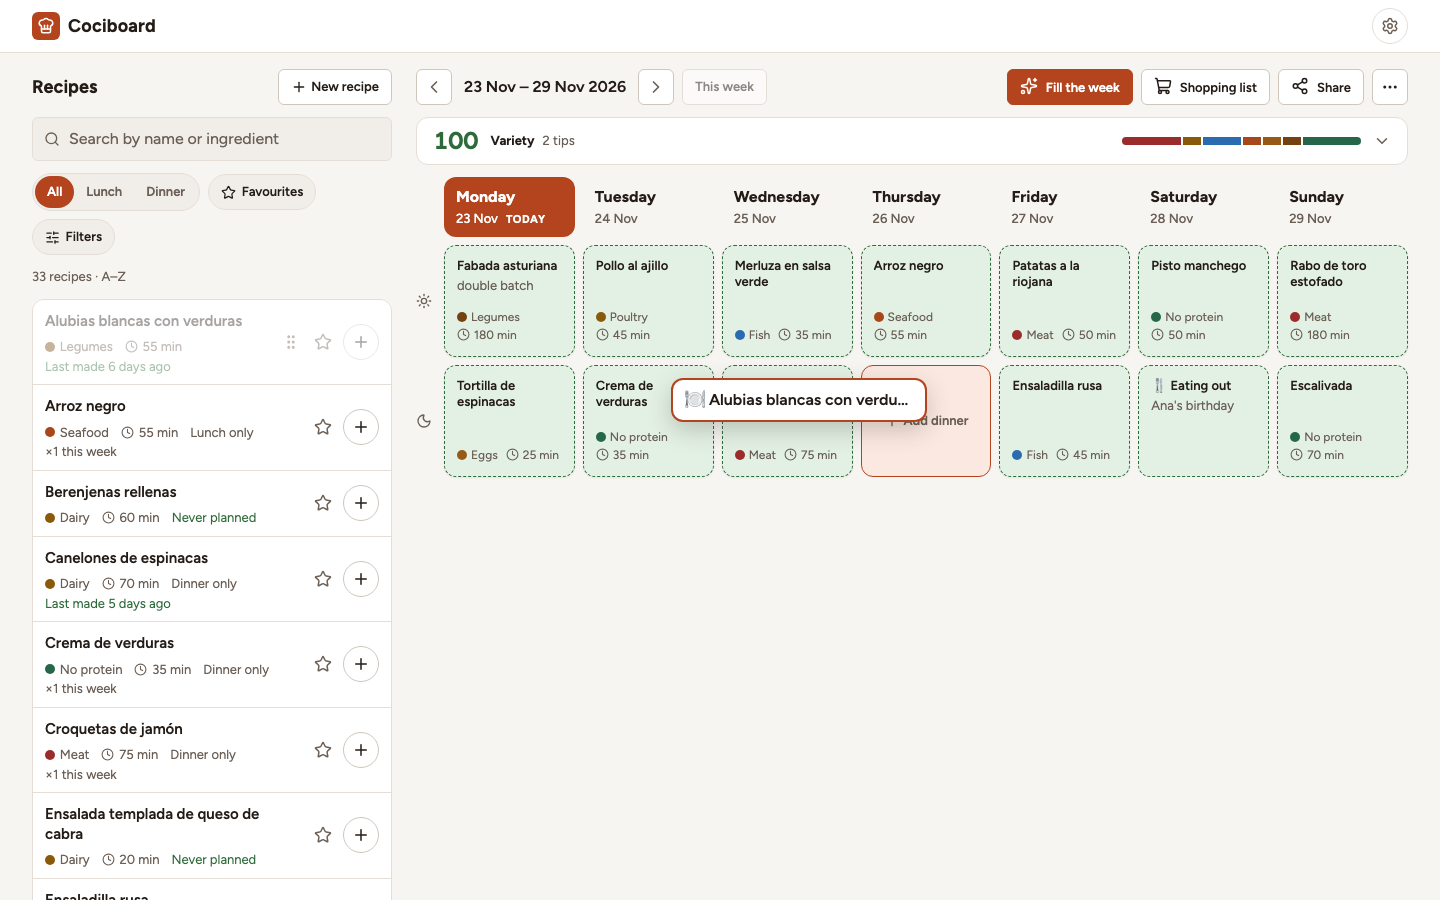 Cociboard
Recipes
New recipe
Search by name or ingredient
All
Lunch
Dinner
Favourites
Filters
33 recipes · A–Z
Alubias blancas con verduras
Legumes
55 min
Last made 6 days ago
Arroz negro
Seafood
55 min
Lunch only
×1 this week
Berenjenas rellenas
Dairy
60 min
Never planned
Canelones de espinacas
Dairy
70 min
Dinner only
Last made 5 days ago
Crema de verduras
No protein
35 min
Dinner only
×1 this week
Croquetas de jamón
Meat
75 min
Dinner only
×1 this week
Ensalada templada de queso de
cabra
Dairy
20 min
Never planned
Ensaladilla rusa
23 Nov – 29 Nov 2026
This week
Fill the week
Shopping list
Share
100
Variety
2 tips
Monday
23 Nov TODAY
Tuesday
24 Nov
Wednesday
25 Nov
Thursday
26 Nov
Friday
27 Nov
Saturday
28 Nov
Sunday
29 Nov
Fabada asturiana
double batch
Legumes
180 min
Pollo al ajillo
Poultry
45 min
Merluza en salsa
verde
Fish
35 min
Arroz negro
Seafood
55 min
Patatas a la
riojana
Meat
50 min
Pisto manchego
No protein
50 min
Rabo de toro
estofado
Meat
180 min
Tortilla de
espinacas
Eggs
25 min
Crema de
verduras
No protein
35 min
Alubias blancas con verdu...
Meat
75 min
dinner
Ensaladilla rusa
Fish
45 min
Eating out
Ana's birthday
Escalivada
No protein
70 min